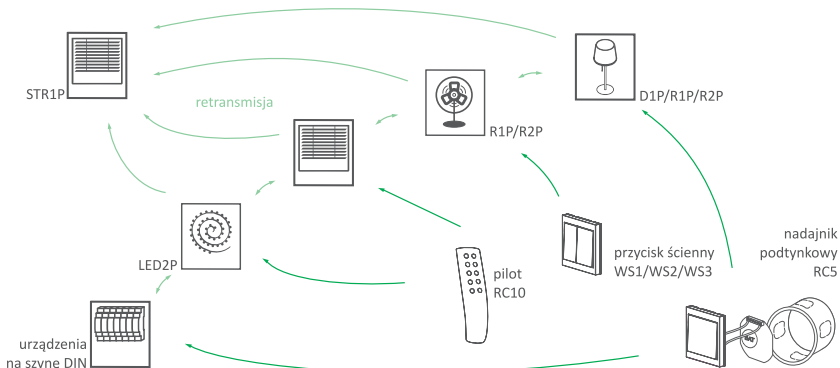 STR1P
retransmisja
R1P/R2P
D1P/R1P/R2P
LED2P
pilot
RC10
przycisk ścienny
WS1/WS2/WS3
nadajnik
podtynkowy
RC5
urządzenia
na szynę DIN